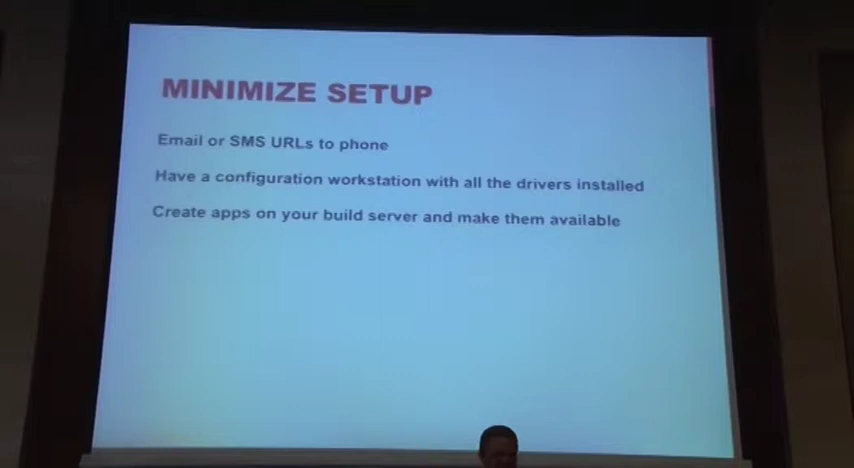 MINIMIZE SETUP
Email or SMS URLs to phone
Have a configuration workstation with all the drivers installed
Create apps on your build server and make them available